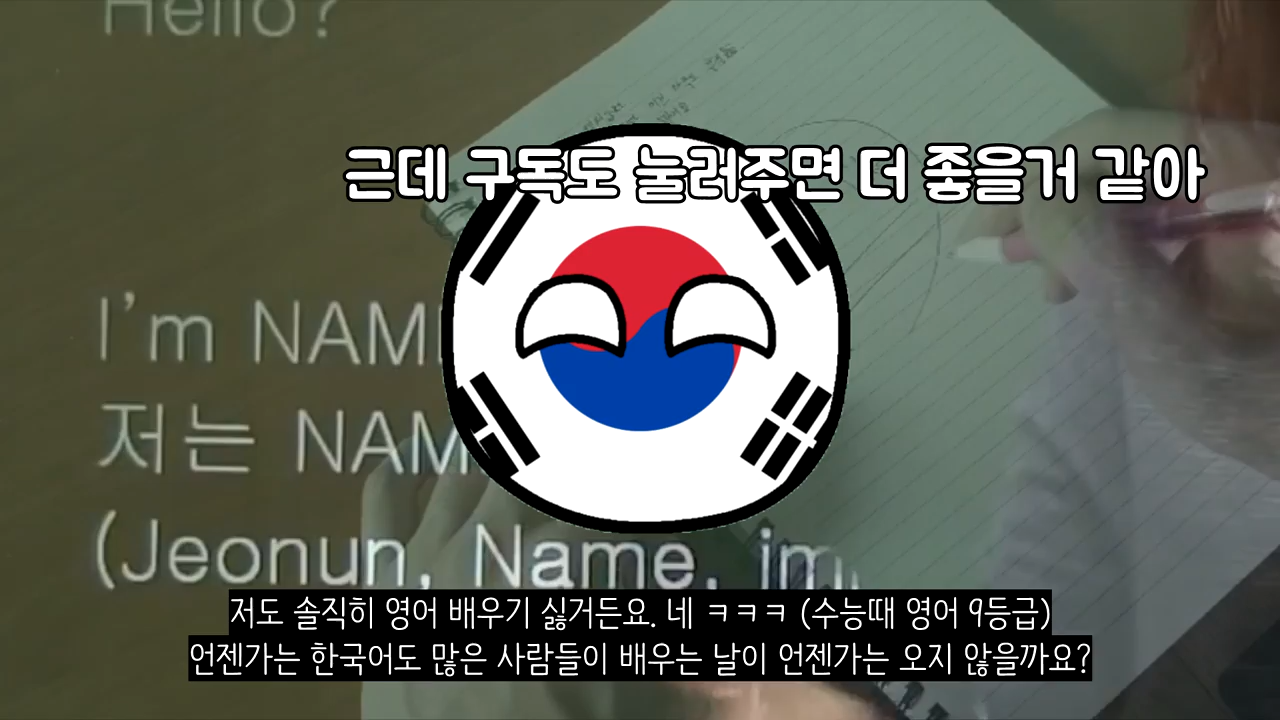 Hello?
근데 구독도 눌러주면 더 좋을거 같아
I'm NAM
저는 NAM
(Jeonun, Name, im
저도 솔직히 영어 배우기 싫거든요. 네 ㅋㅋㅋ (수능때 영어 9등급)
언젠가는 한국어도 많은 사람들이 배우는 날이 언젠가는 오지 않을까요?